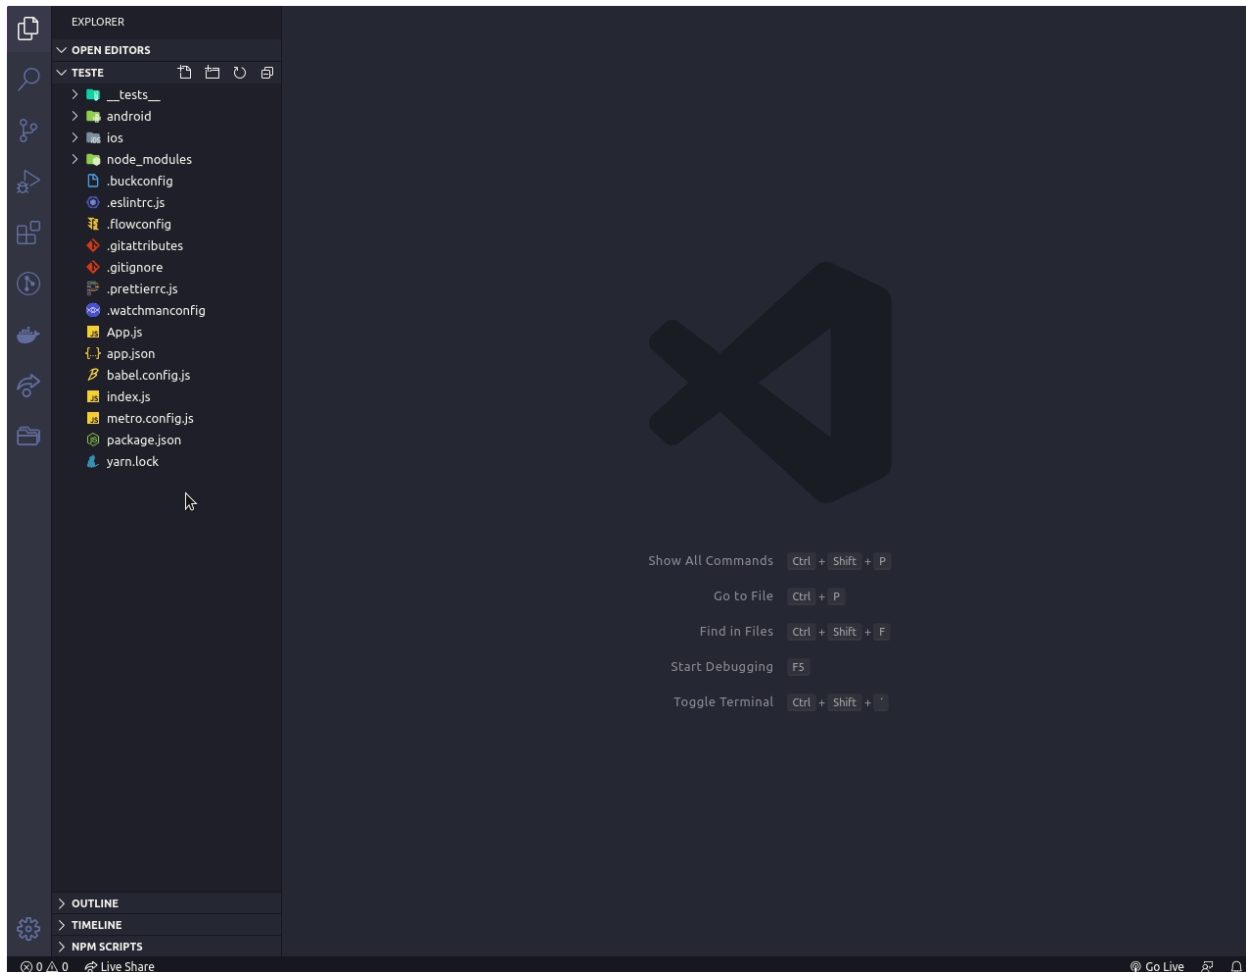 EXPLORER
OPEN EDITORS
TESTE
__tests__
android
ios
node_modules
.buckconfig
.eslintrc.js
.flowconfig
.gitattributes
.gitignore
.prettierrc.js
.watchmanconfig
App.js
{..} app.json
babel.config.js
index.js
metro.config.js
package.json
yarn.lock
Show All Commands Ctrl + Shift + P
Go to File Ctrl + P
Find in Files Ctrl + Shift + F
Start Debugging F5
Toggle Terminal Ctrl + Shift + `
OUTLINE
TIMELINE
NPM SCRIPTS
0 0 Live Share Go Live